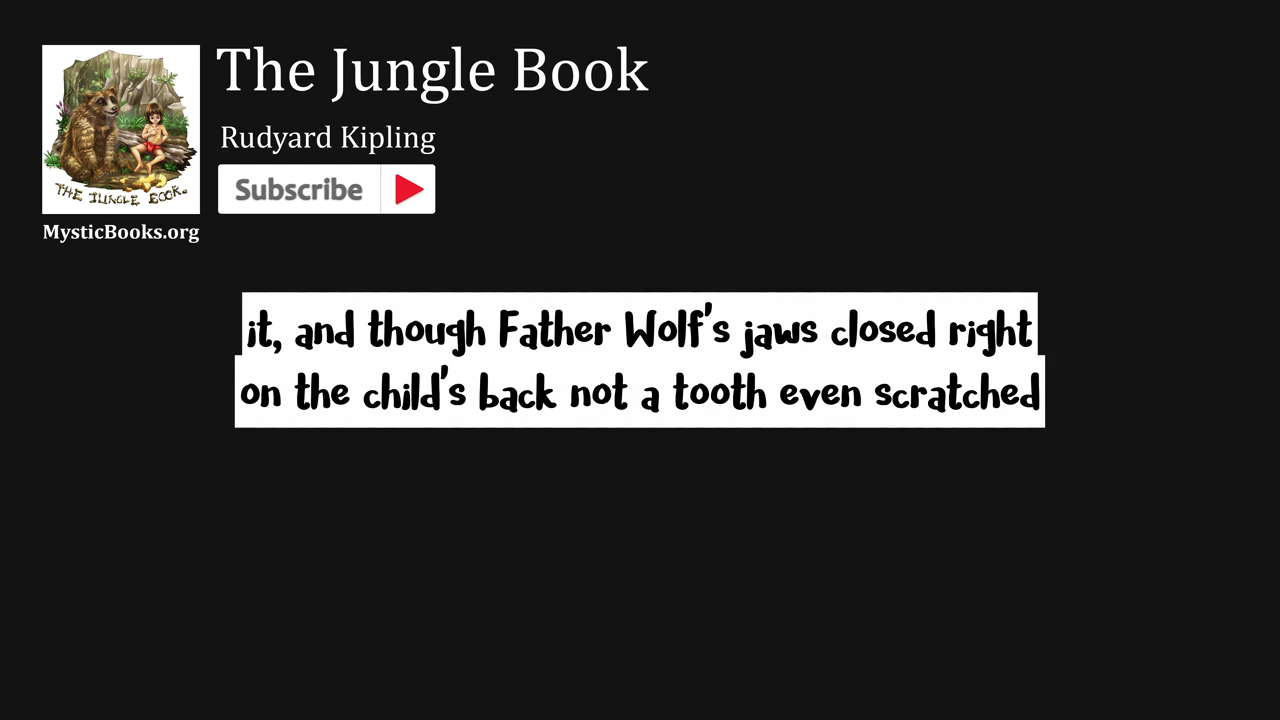 The Jungle Book
Rudyard Kipling
Subscribe
THE JUNGLE BOOK.
MysticBooks.org
it, and though Father Wolf's jaws closed right
on the child's back not a tooth even scratched